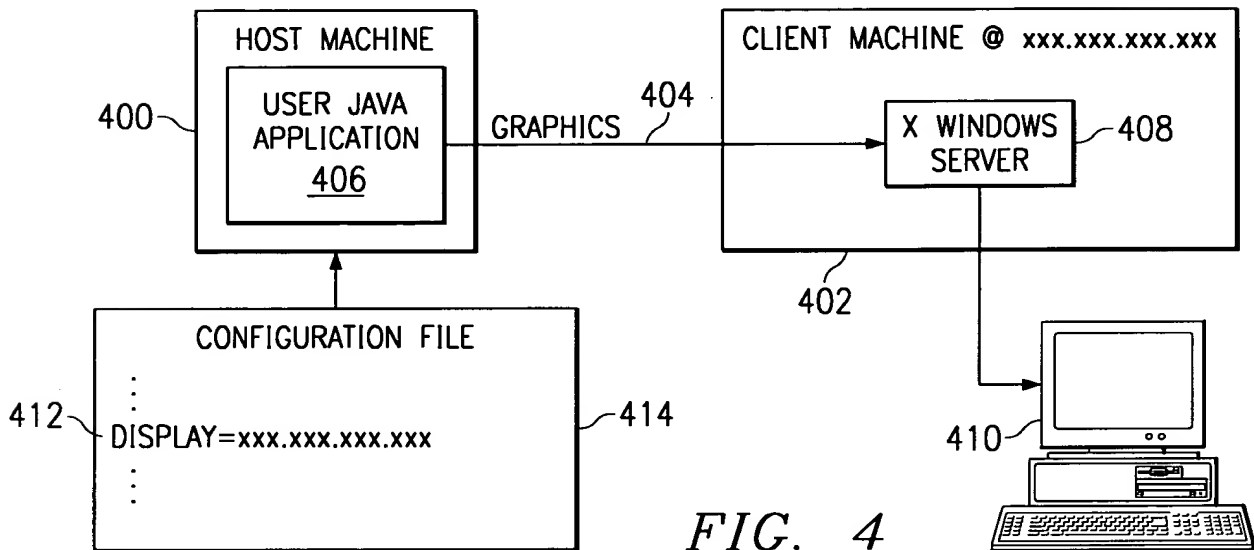 HOST MACHINE
USER JAVA
APPLICATION
406
400
GRAPHICS
404
CLIENT MACHINE @ xxx.xxx.xxx.xxx
X WINDOWS
SERVER
408
402
CONFIGURATION FILE
412
DISPLAY=xxx.xxx.xxx.xxx
414
410
FIG. 4